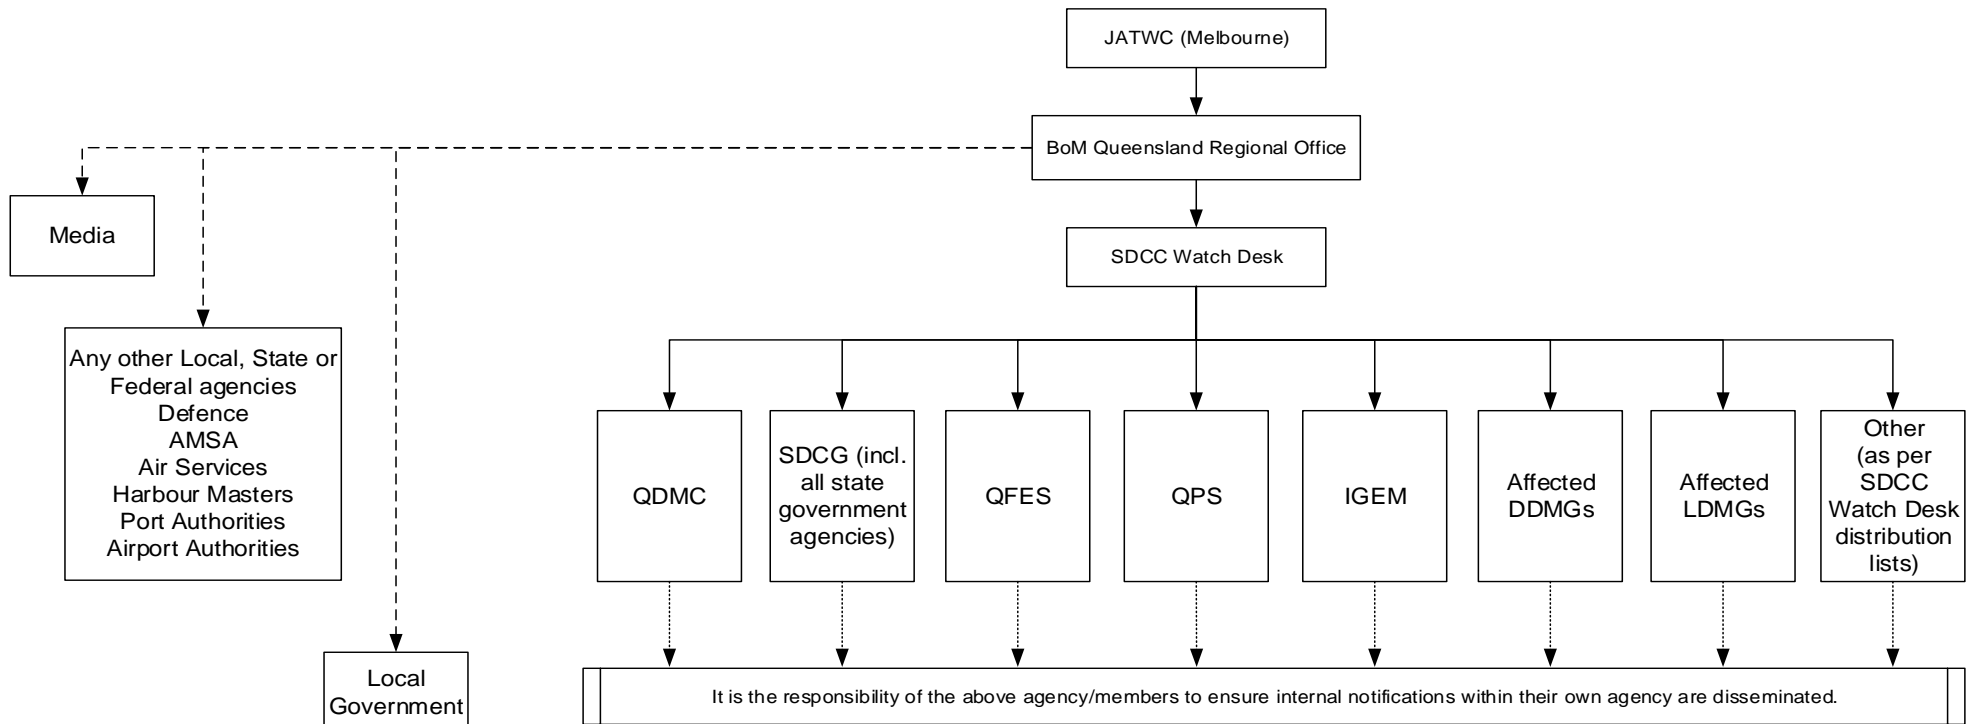 JATWC (Melbourne)
BoM Queensland Regional Office
SDCC Watch Desk
Media
Any other Local, State or
Federal agencies
Defence
AMSA
Air Services
Harbour Masters
Port Authorities
Airport Authorities
Local
Government
QDMC
SDCG (incl.
all state
government
agencies)
QFES
QPS
IGEM
Affected
DDMGs
Affected
LDMGs
Other
(as per
SDCC
Watch Desk
distribution
lists)
It is the responsibility of the above agency/members to ensure internal notifications within their own agency are disseminated.